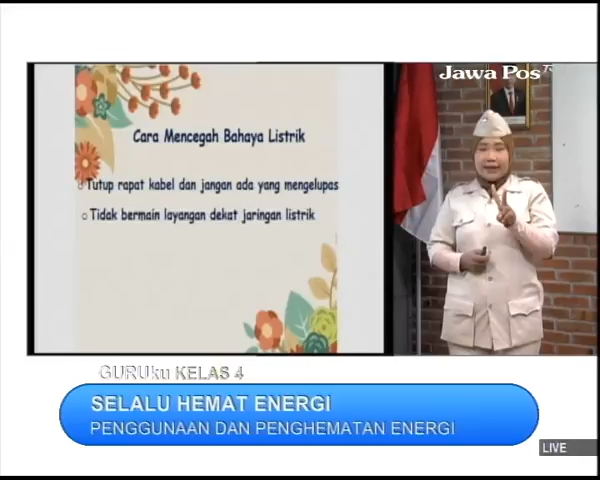 Jawa Pos TV
Cara Mencegah Bahaya Listrik
Tutup rapat kabel dan jangan ada yang mengelupas
Tidak bermain layangan dekat jaringan listrik
GURUku KELAS 4
SELALU HEMAT ENERGI
PENGGUNAAN DAN PENGHEMATAN ENERGI
LIVE